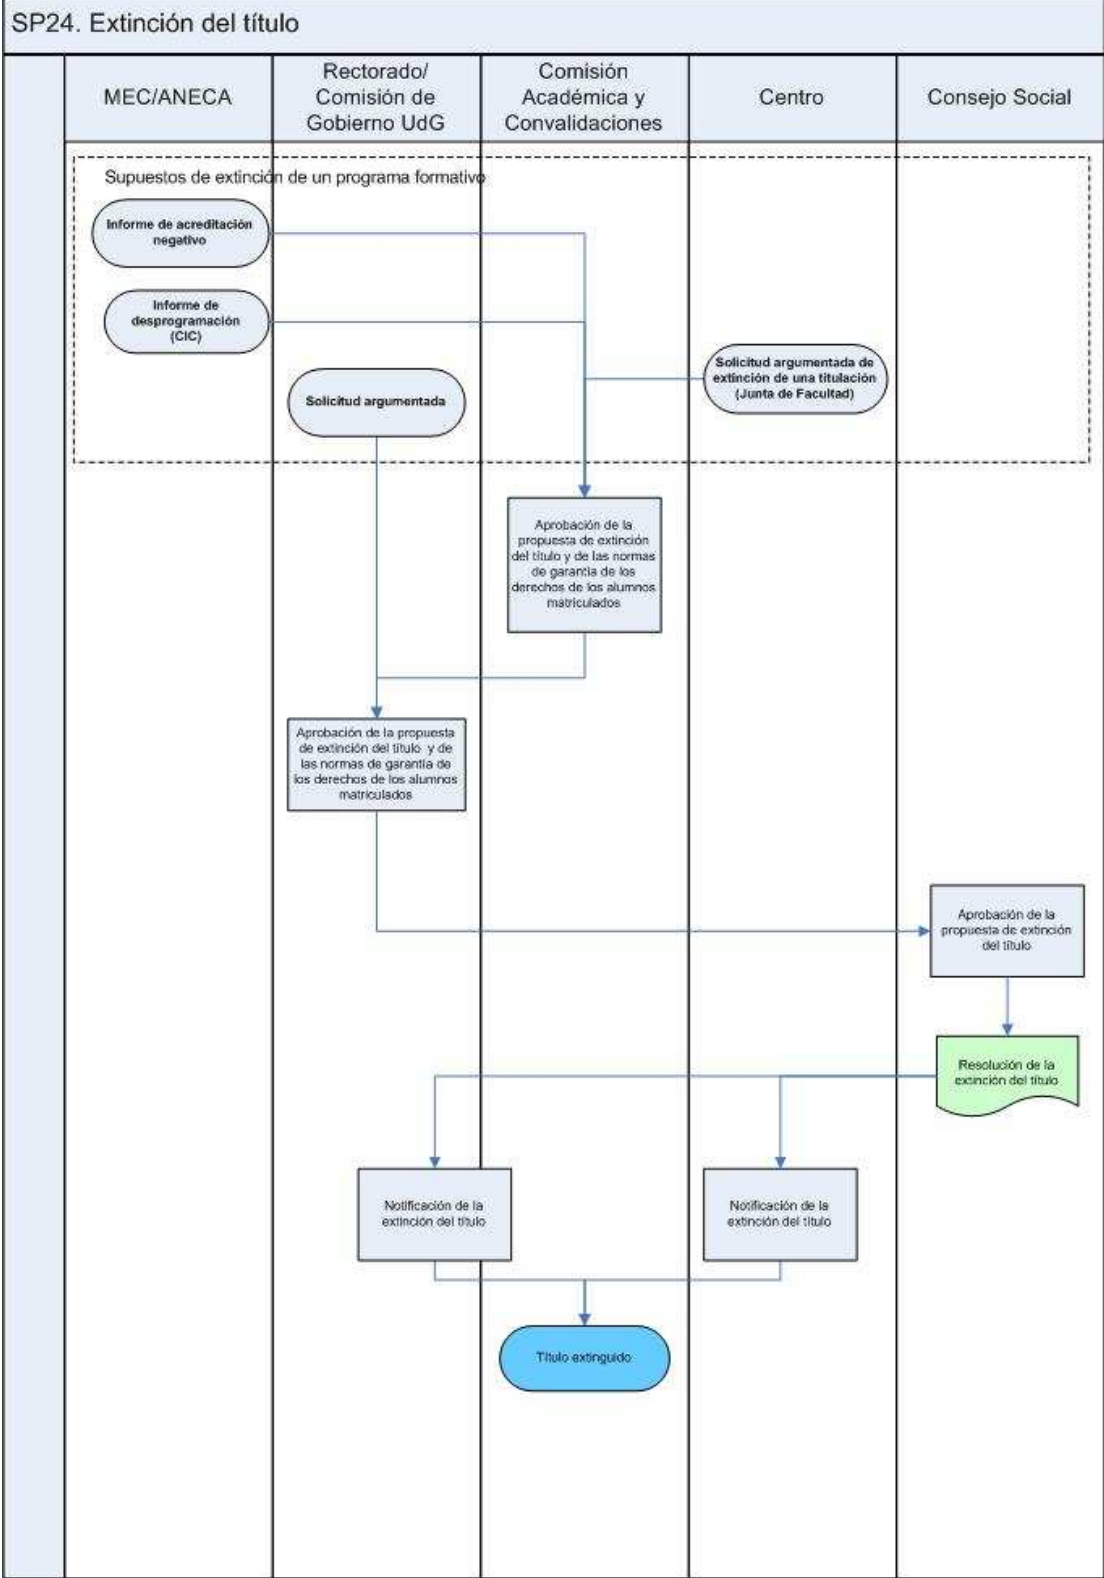 SP24. Extinción del título
MEC/ANECA
Rectorado/
Comisión de
Gobierno UdG
Comisión
Académica y
Convalidaciones
Centro
Consejo Social
Supuestos de extinción de un programa formativo
Informe de acreditación
negativo
Informe de
desprogramación
(CIC)
Solicitud argumentada de
extinción de una titulación
(Junta de Facultad)
Solicitud argumentada
Aprobación de la
propuesta de extinción
del título y de las normas
de garantía de los
derechos de los alumnos
matriculados
Aprobación de la propuesta
de extinción del título y de
las normas de garantía de
los derechos de los alumnos
matriculados
Aprobación de la
propuesta de extinción
del título
Resolución de la
extinción del título
Notificación de la
extinción del título
Notificación de la
extinción del título
Título extinguido